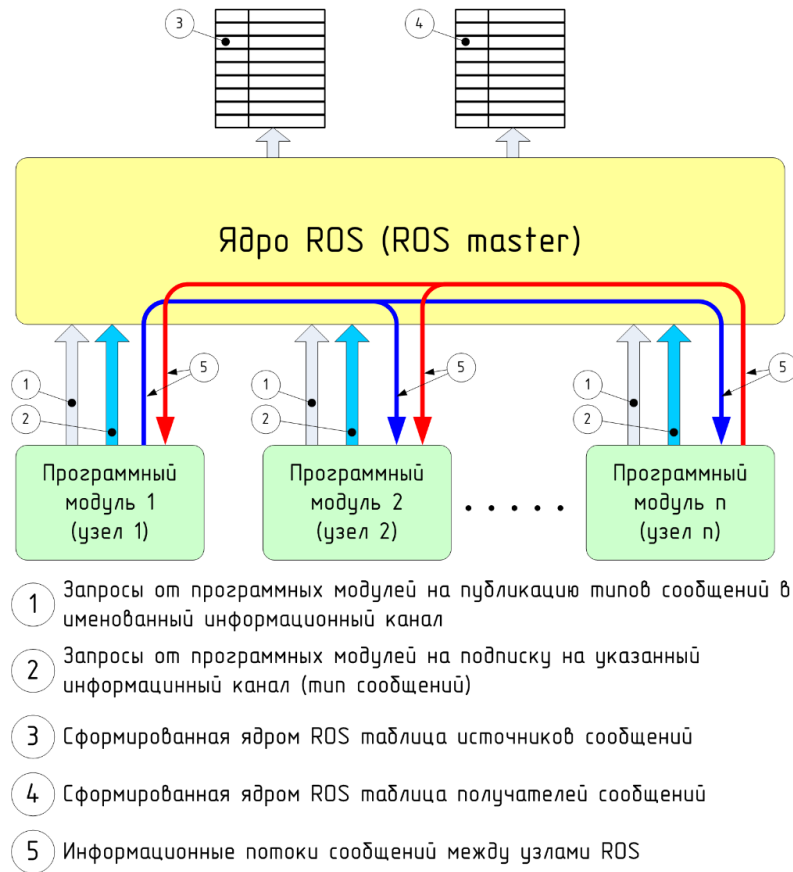 3
4
Ядро ROS (ROS master)
5
5
5
1
1
1
2
2
2
Программный
модуль 1
(узел 1)
Программный
модуль 2
(узел 2)
. . . . .
Программный
модуль n
(узел n)
1 Запросы от программных модулей на публикацию типов сообщений в
именованный информационный канал
2 Запросы от программных модулей на подписку на указанный
информацинный канал (тип сообщений)
3 Сформированная ядром ROS таблица источников сообщений
4 Сформированная ядром ROS таблица получателей сообщений
5 Информационные потоки сообщений между узлами ROS